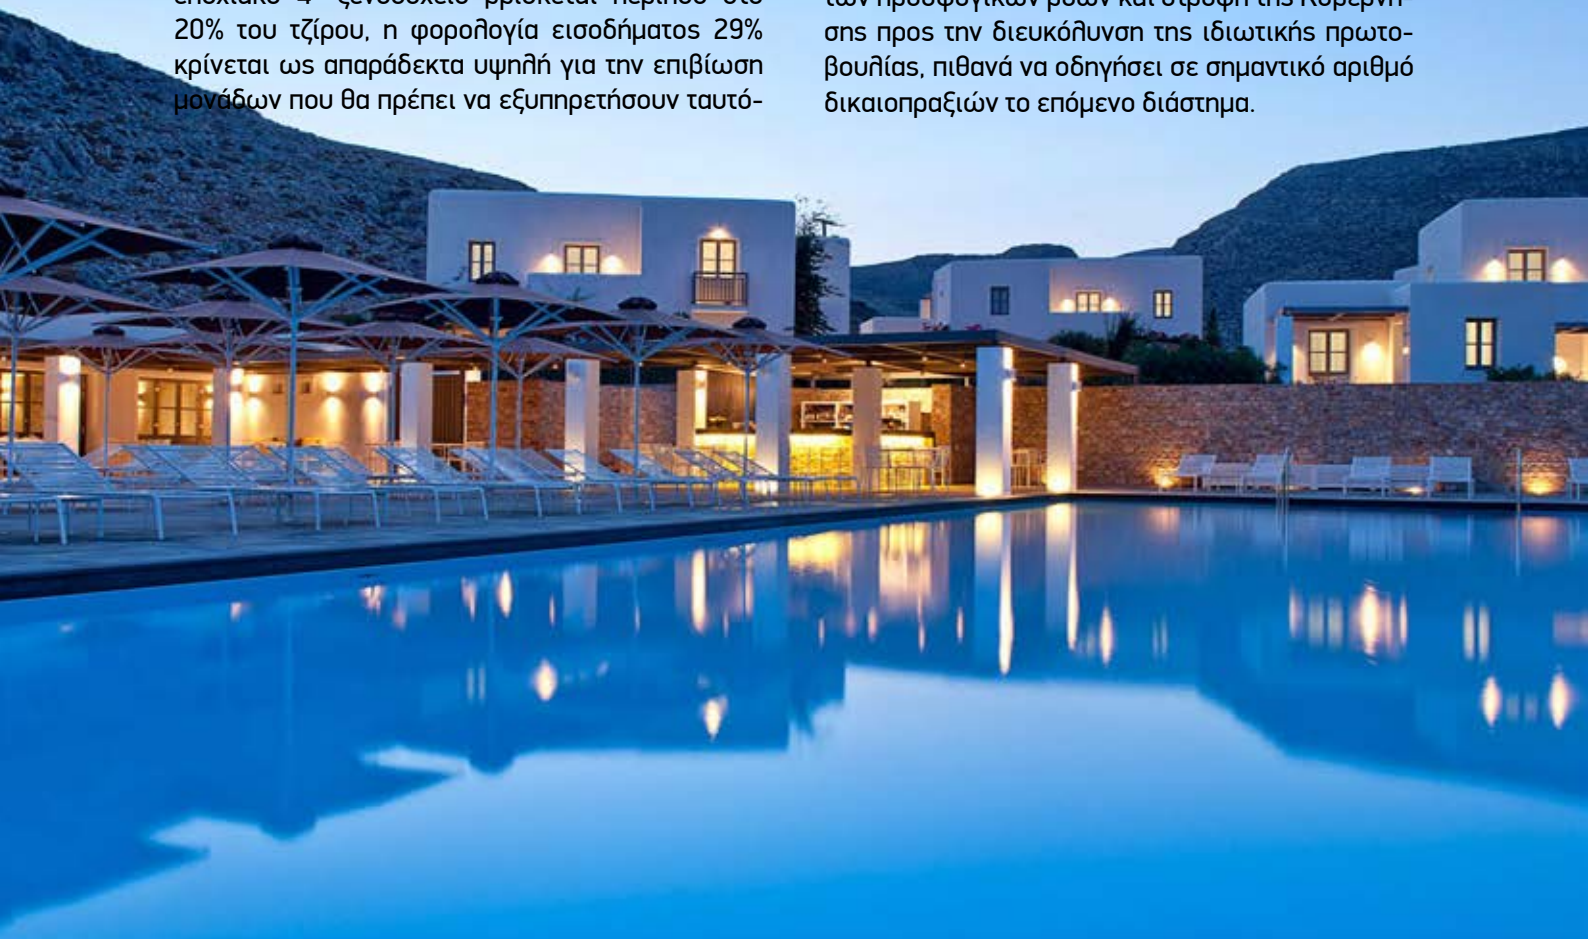 20% του τζίρου, η φορολογία εισοδήματος 29%
κρίνεται ως απαράδεκτα υψηλή για την επιβίωση
μονάδων που θα πρέπει να εξυπηρετήσουν ταυτό-
σης προς την διευκόλυνση της ιδιωτικής πρωτο-
βουλίας, πιθανά να οδηγήσει σε σημαντικό αριθμό
δικαιοπραξιών το επόμενο διάστημα.